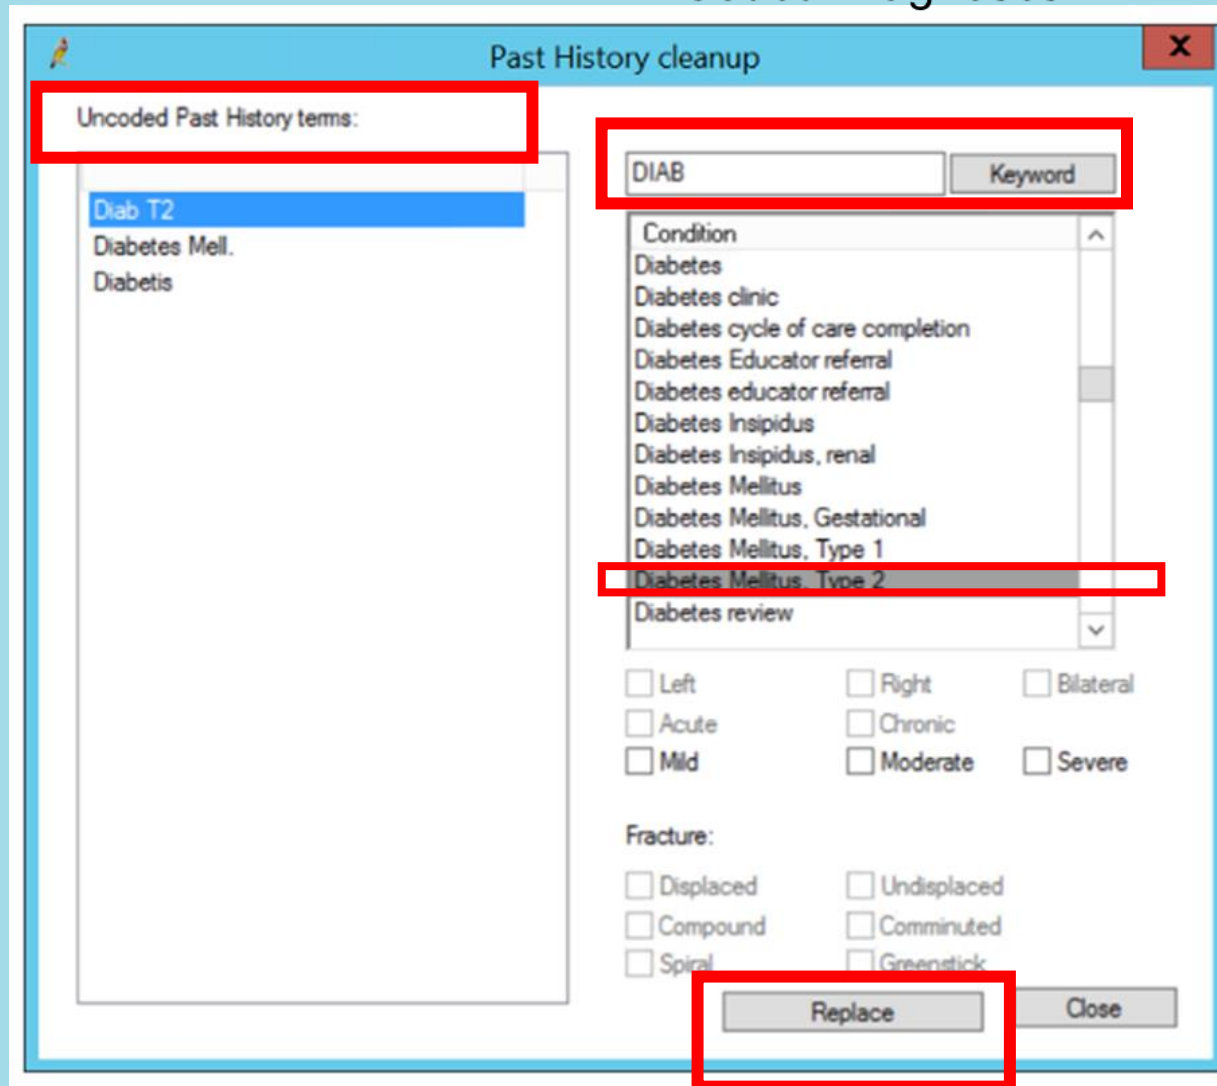 Past History cleanup
X
Uncoded Past History terms:
Diab T2
Diabetes Mell.
Diabetis
DIAB
Keyword
Condition
Diabetes
Diabetes clinic
Diabetes cycle of care completion
Diabetes Educator referral
Diabetes educator referral
Diabetes Insipidus
Diabetes Insipidus, renal
Diabetes Mellitus
Diabetes Mellitus, Gestational
Diabetes Mellitus, Type 1
Diabetes Mellitus, Type 2
Diabetes review
Left Right Bilateral
Acute Chronic
Mild Moderate Severe
Fracture:
Displaced Undisplaced
Compound Comminuted
Spiral Greenstick
Replace Close